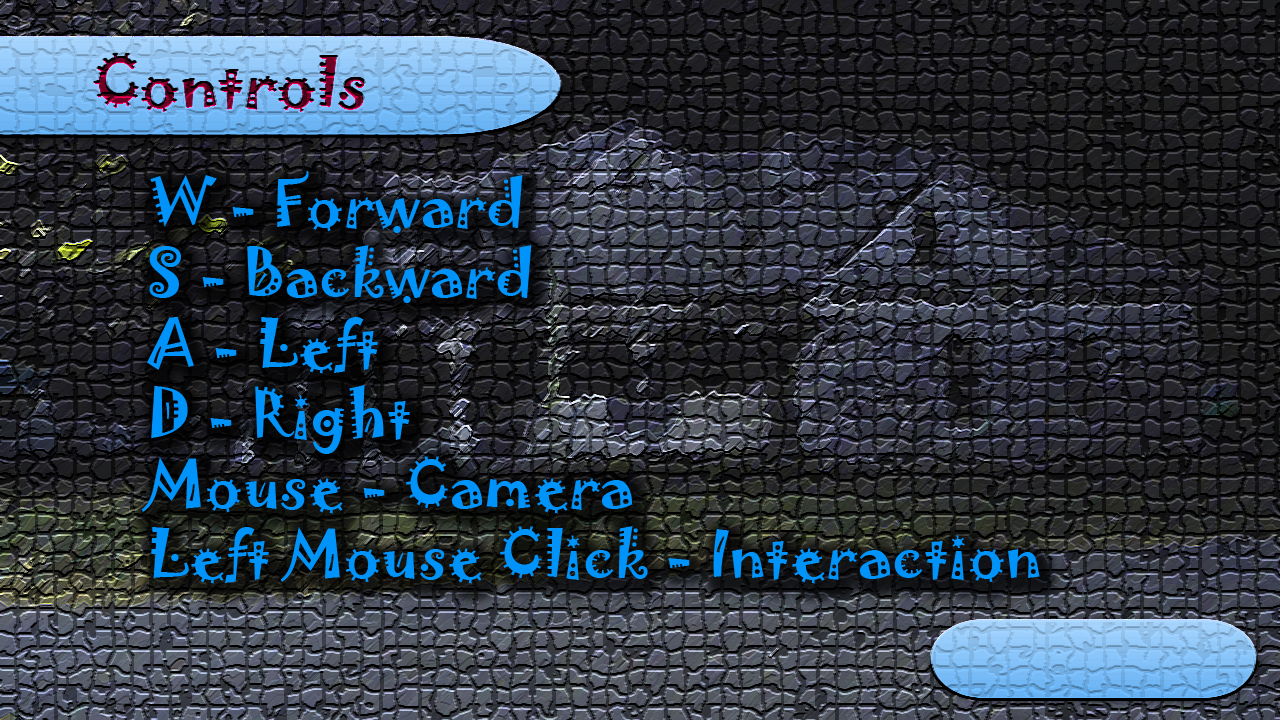 Controls
W - Forward
S - Backward
A - Left
D - Right
Mouse - Camera
Left Mouse Click - Interaction